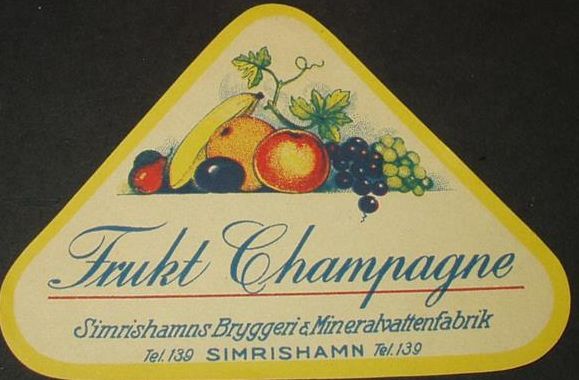 Frukt Champagne
Simrishamns Bryggeri & Mineralvattenfabrik
Tel. 139 SIMRISHAMN Tel. 139